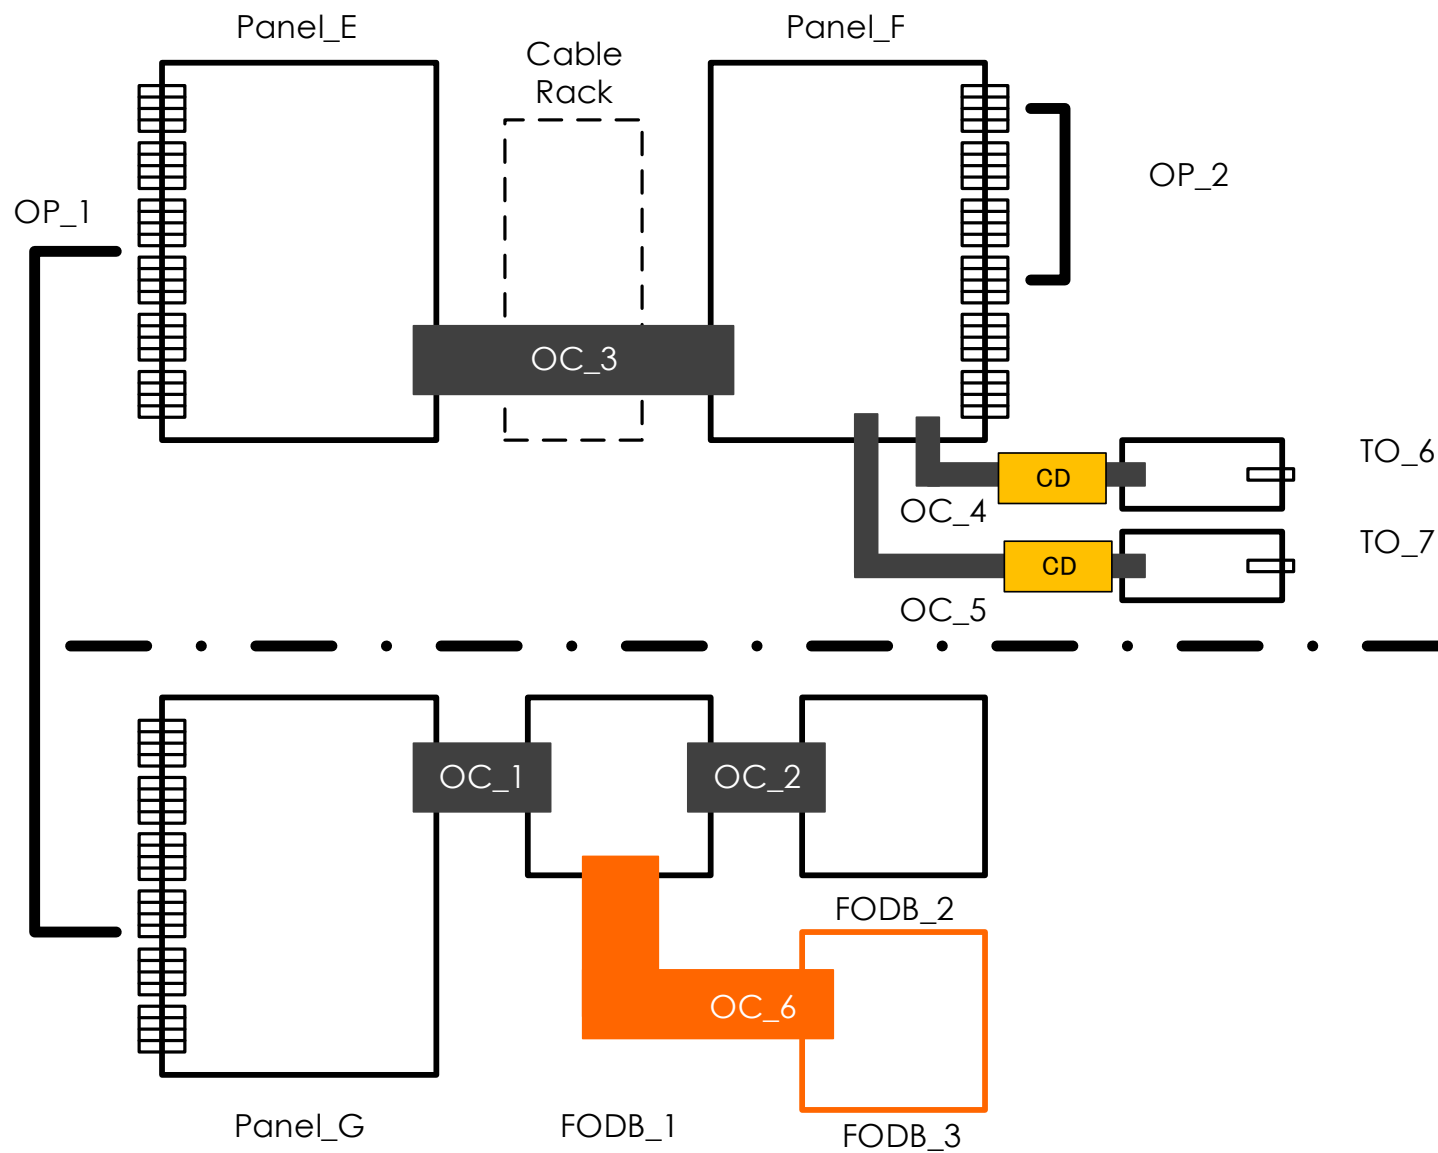 Panel_E
Panel_F
Cable
Rack
OP_2
OP_1
OC_3
TO_6
CD
OC_4
TO_7
CD
OC_5
OC_1
OC_2
FODB_2
OC_6
Panel_G
FODB_1
FODB_3